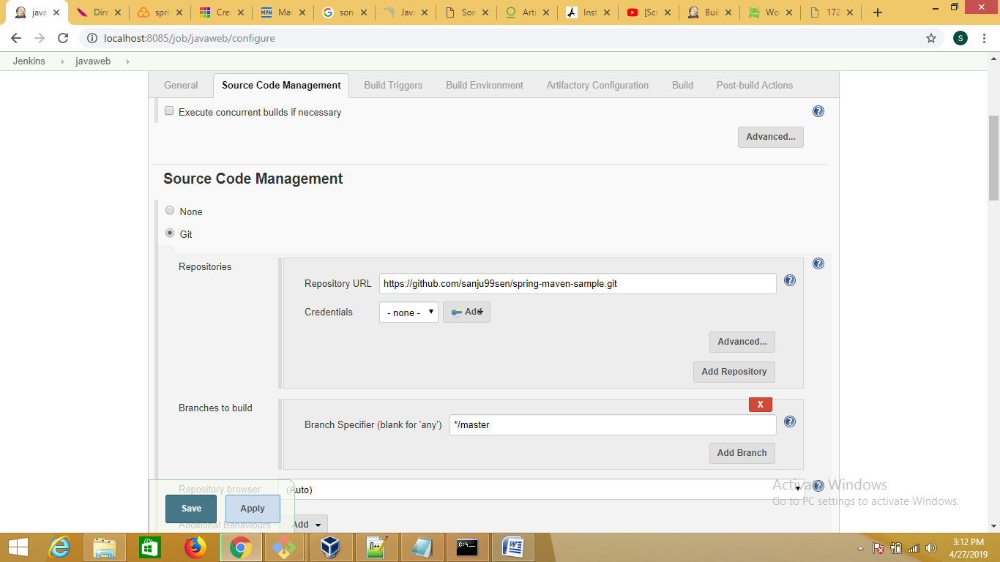 java
Dire
spri
Crea
MVN Mav
son
Java
Son
Arti
Inst
[Scr
Buil
Wo
172
localhost:8085/job/javaweb/configure
S
Jenkins
javaweb
General
Source Code Management
Build Triggers
Build Environment
Artifactory Configuration
Build
Post-build Actions
Execute concurrent builds if necessary
Advanced...
Source Code Management
None
Git
Repositories
Repository URL https://github.com/sanju99sen/spring-maven-sample.git
Credentials - none - Add
Advanced...
Add Repository
Branches to build
X
Branch Specifier (blank for 'any') */master
Add Branch
Repository browser (Auto)
Save Apply
Additional Behaviours Add
Activate Windows
Go to PC settings to activate Windows.
3:12 PM
4/27/2019